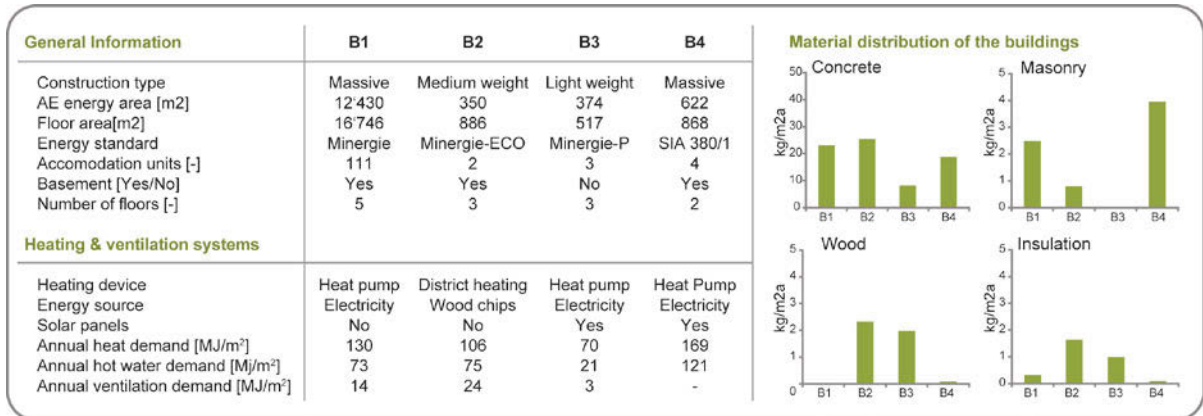 General Information B1 B2 B3 B4
Construction type Massive Medium weight Light weight Massive
AE energy area [m2] 12'430 350 374 622
Floor area[m2] 16'746 886 517 868
Energy standard Minergie Minergie-ECO Minergie-P SIA 380/1
Accomodation units [-] 111 2 3 4
Basement [Yes/No] Yes Yes No Yes
Number of floors [-] 5 3 3 2
Heating & ventilation systems
Heating device Heat pump District heating Heat pump Heat Pump
Energy source Electricity Wood chips Electricity Electricity
Solar panels No No Yes Yes
Annual heat demand [MJ/m²] 130 106 70 169
Annual hot water demand [Mj/m²] 73 75 21 121
Annual ventilation demand [MJ/m²] 14 24 3 -
Material distribution of the buildings
Concrete
kg/m2a
50
40
30
20
10
0
B1 B2 B3 B4
Masonry
kg/m2a
5
4
3
2
1
0
B1 B2 B3 B4
Wood
kg/m2a
5
4
3
2
1
0
B1 B2 B3 B4
Insulation
kg/m2a
5
4
3
2
1
0
B1 B2 B3 B4